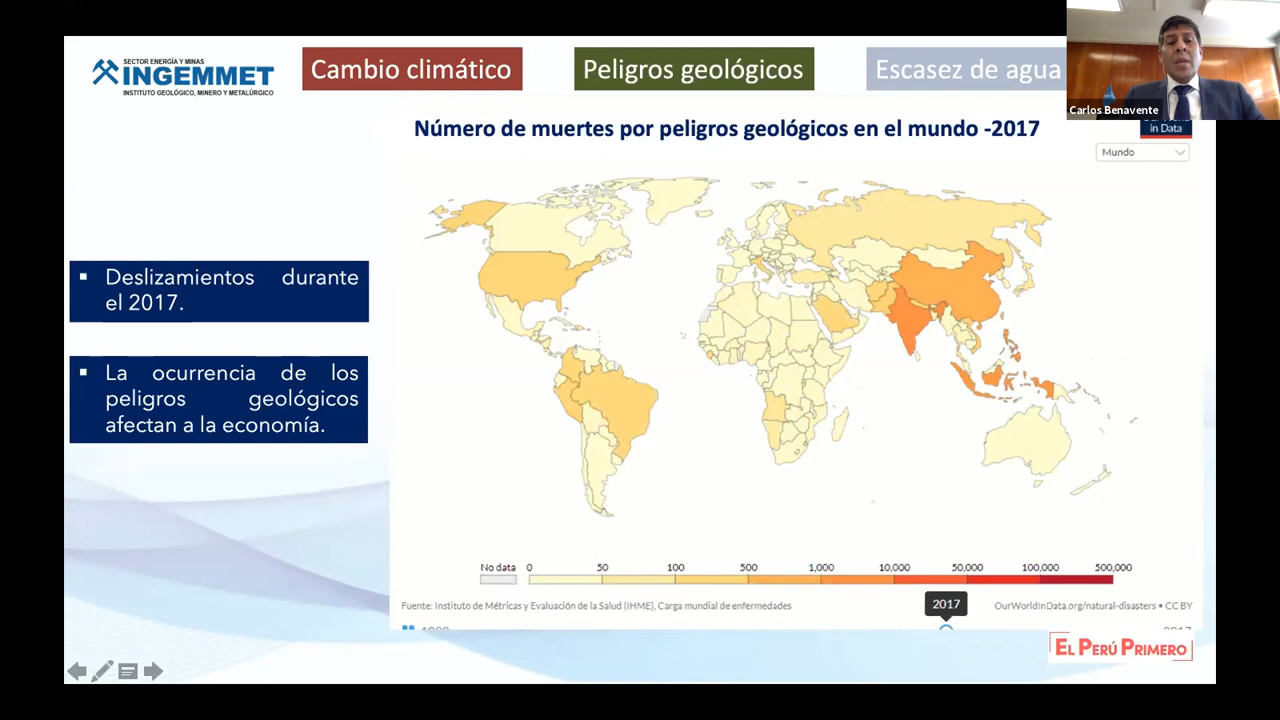 SECTOR ENERGÍA Y MINAS
INGEMMET
INSTITUTO GEOLÓGICO, MINERO Y METALÚRGICO
Cambio climático
Peligros geológicos
Escasez de agua
Carlos Benavente
Número de muertes por peligros geológicos en el mundo -2017
in Data
Mundo
▪ Deslizamientos durante
el 2017.
▪ La ocurrencia de los
peligros geológicos
afectan a la economía.
No data 0 50 100 500 1,000 10,000 50,000 100,000 500,000
Fuente: Instituto de Métricas y Evaluación de la Salud (IHME), Carga mundial de enfermedades
2017
OurWorldInData.org/natural-disasters • CC BY
EL PERÚ PRIMERO